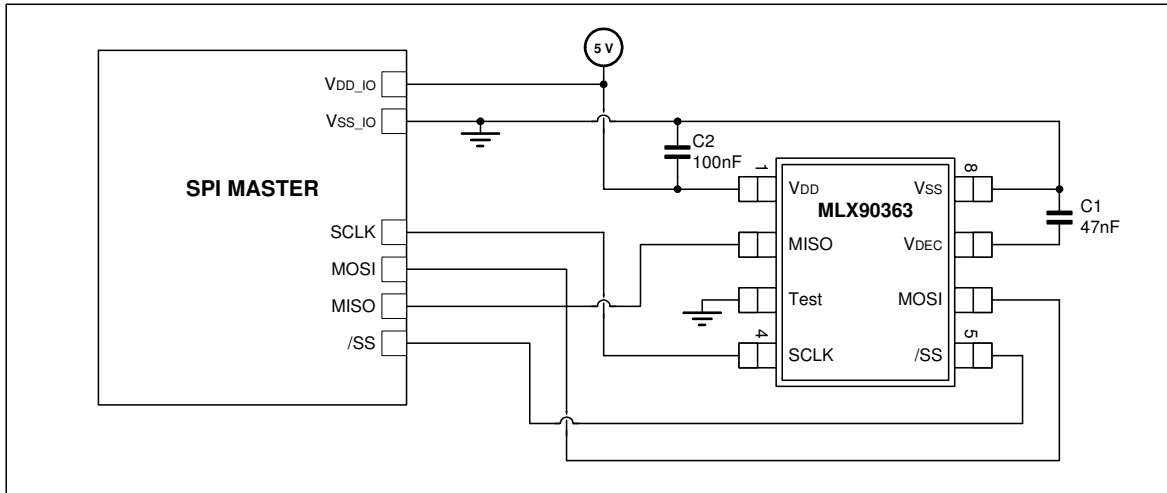 5 V
VDD_IO
VSS_IO
SPI MASTER
SCLK
MOSI
MISO
/SS
C2
100nF
1
8
VDD
VSS
MLX90363
C1
47nF
MISO
VDEC
Test
MOSI
4
5
SCLK
/SS